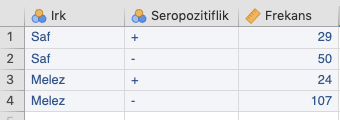 Irk Seropozitiflik Frekans
1 Saf + 29
2 Saf - 50
3 Melez + 24
4 Melez - 107